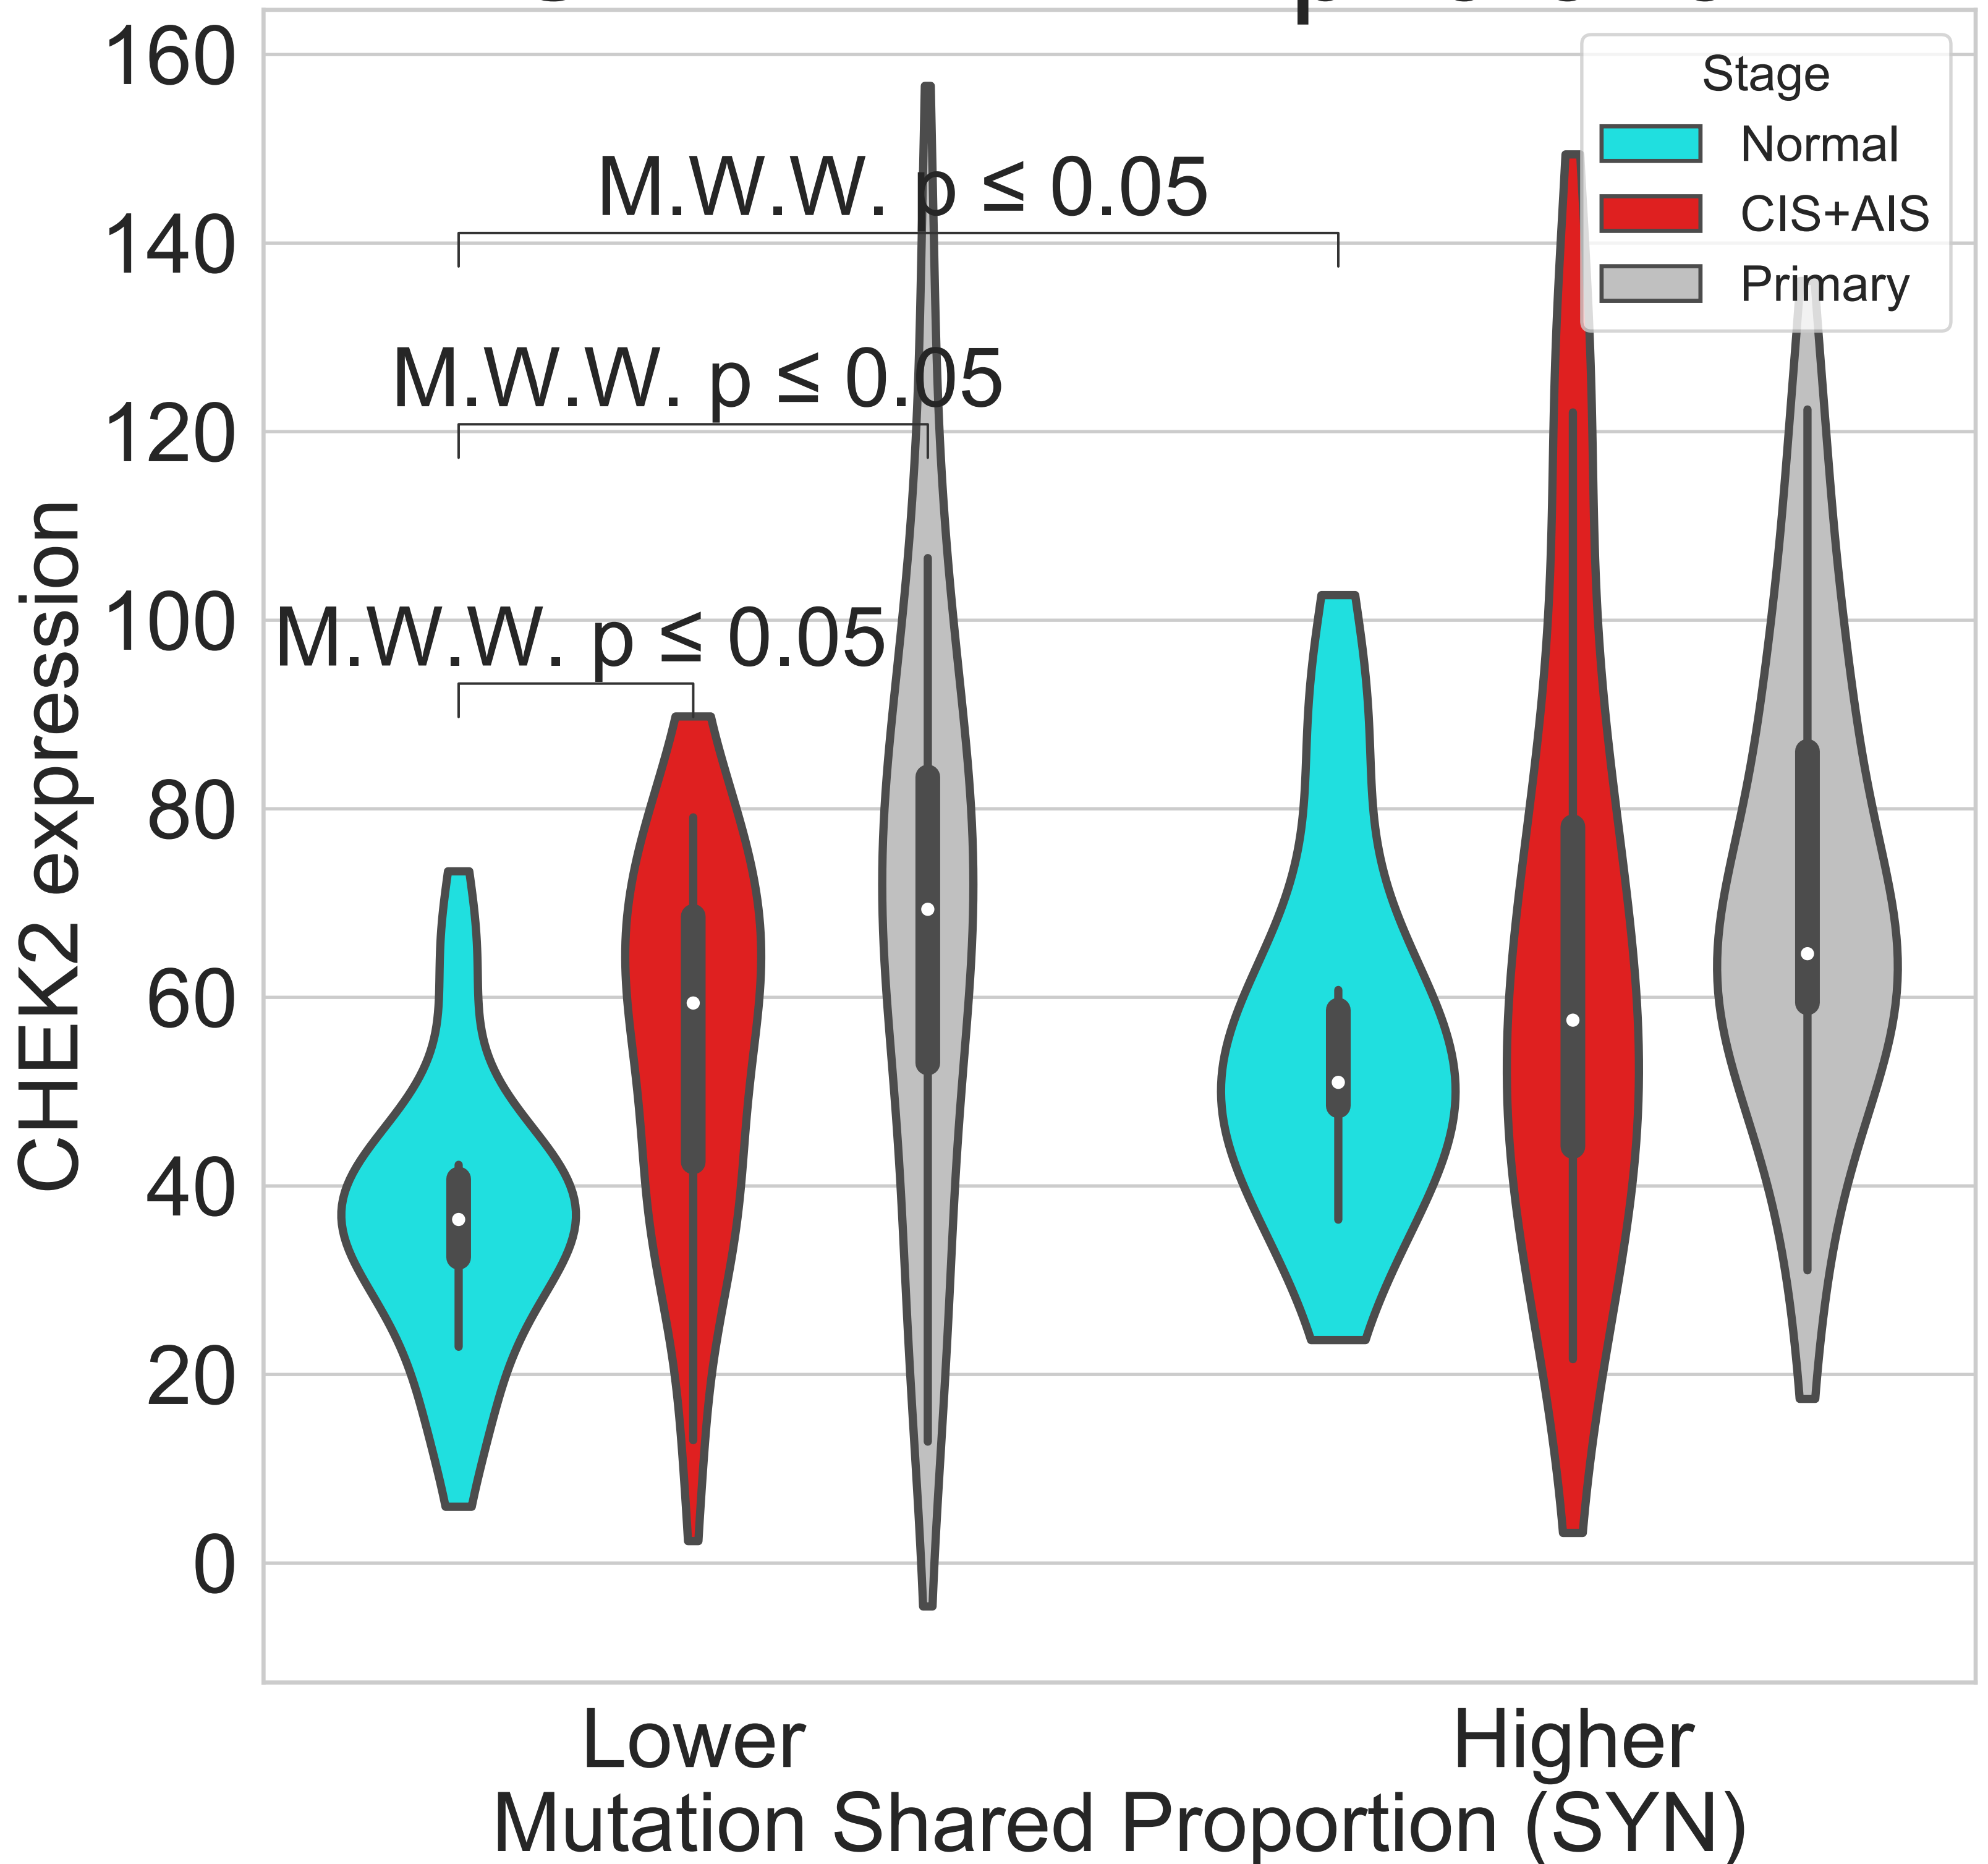 160
140
120
100
80
60
40
20
0
CHEK2 expression
M.W.W. p ≤ 0.05
M.W.W. p ≤ 0.05
M.W.W. p ≤ 0.05
Stage
Normal
CIS+AIS
Primary
Lower
Higher
Mutation Shared Proportion (SYN)